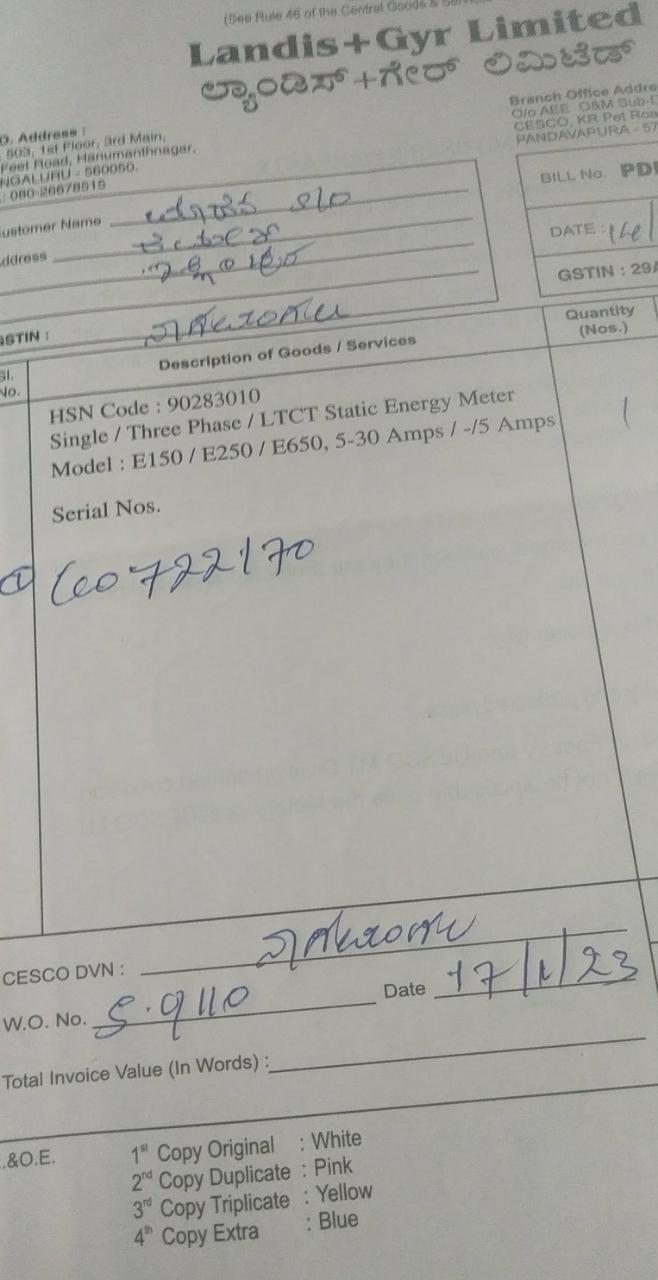 (See Rule 46 of the Central Goods &
Landis+Gyr Limited
ಲ್ಯಾಂಡಿಸ್+ಗೇರ್ ಲಿಮಿಟೆಡ್
Address :
503, 1st Floor, 3rd Main,
Feet Road, Hanumanthnagar,
NGALURU - 560050.
: 080-26678515
Branch Office Addre
O/o AEE O&M Sub-D
CESCO, KR Pet Roa
PANDAVAPURA - 57
ustomer Name
ddress
BILL No. PDI
DATE :
GSTIN : 29A
GSTIN :
Sl. No.
Description of Goods / Services
Quantity (Nos.)
HSN Code : 90283010
Single / Three Phase / LTCT Static Energy Meter
Model : E150 / E250 / E650, 5-30 Amps / -/5 Amps
1
Serial Nos.
① 722170
CESCO DVN :
W.O. No. 5.9110 Date 17/1/23
Total Invoice Value (In Words) :
.&O.E.
1st Copy Original : White
2nd Copy Duplicate : Pink
3rd Copy Triplicate : Yellow
4th Copy Extra : Blue